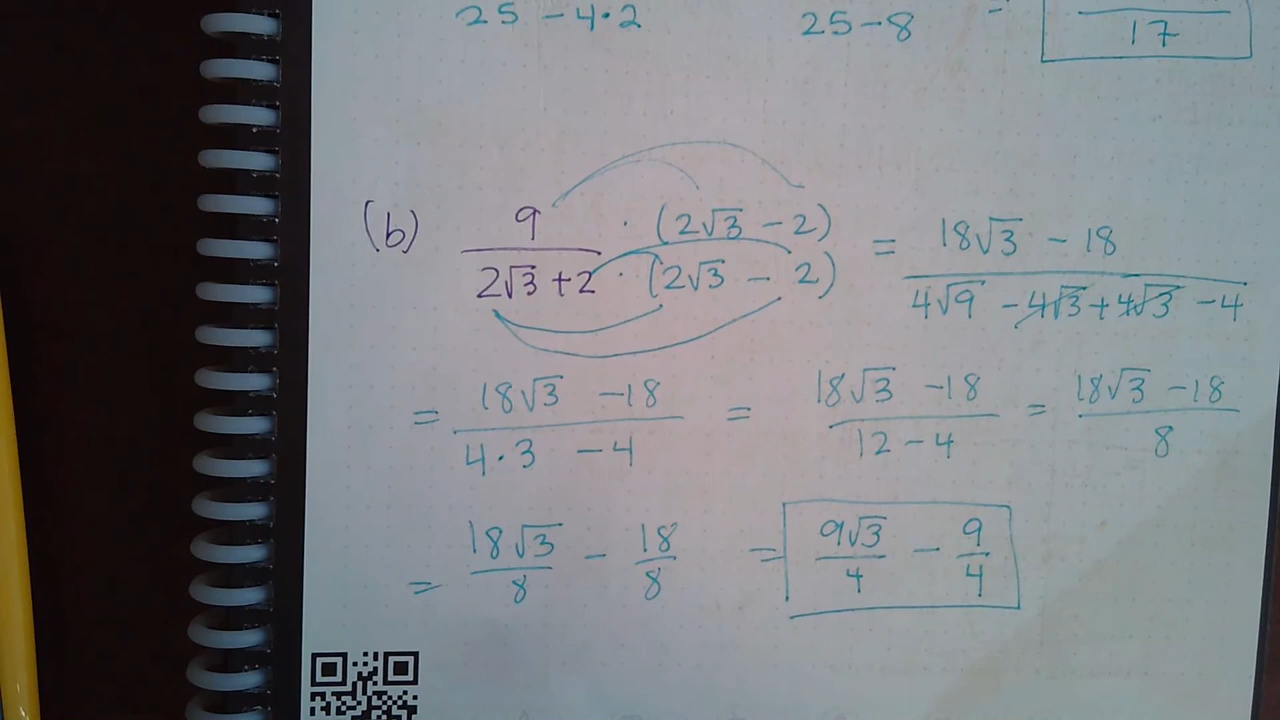 25 - 4·2 25 - 8 = 17
(b) 9 / (2√3 + 2) · (2√3 - 2) / (2√3 - 2) = (18√3 - 18) / (4√9 - 4√3 + 4√3 - 4)
= (18√3 - 18) / (4·3 - 4) = (18√3 - 18) / (12 - 4) = (18√3 - 18) / 8
= 18√3/8 - 18/8 = 9√3/4 - 9/4